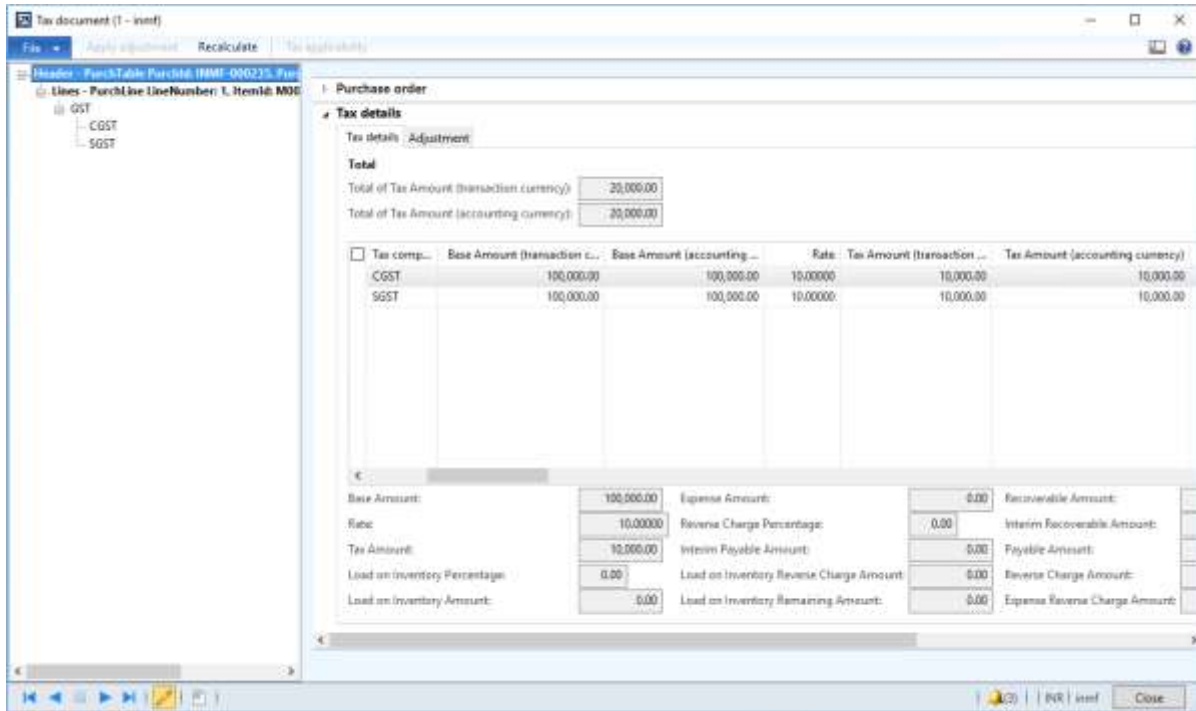 Tax document (1 - inmf)
File Apply adjustment Recalculate Tax applicability
Header - PurchTable PurchId: INMF-000235, Pur
Lines - PurchLine LineNumber: 1, ItemId: M00
GST
CGST
SGST
Purchase order
Tax details
Tax details Adjustment
Total
Total of Tax Amount (transaction currency): 20,000.00
Total of Tax Amount (accounting currency): 20,000.00
Tax comp... Base Amount (transaction c... Base Amount (accounting ... Rate Tax Amount (transaction ... Tax Amount (accounting currency)
CGST 100,000.00 100,000.00 10.00000 10,000.00 10,000.00
SGST 100,000.00 100,000.00 10.00000 10,000.00 10,000.00
Base Amount: 100,000.00 Expense Amount: 0.00 Recoverable Amount:
Rate: 10.00000 Reverse Charge Percentage: 0.00 Interim Recoverable Amount:
Tax Amount: 10,000.00 Interim Payable Amount: 0.00 Payable Amount:
Load on Inventory Percentage: 0.00 Load on Inventory Reverse Charge Amount: 0.00 Reverse Charge Amount:
Load on Inventory Amount: 0.00 Load on Inventory Remaining Amount: 0.00 Expense Reverse Charge Amount:
(3) INR inmf Close